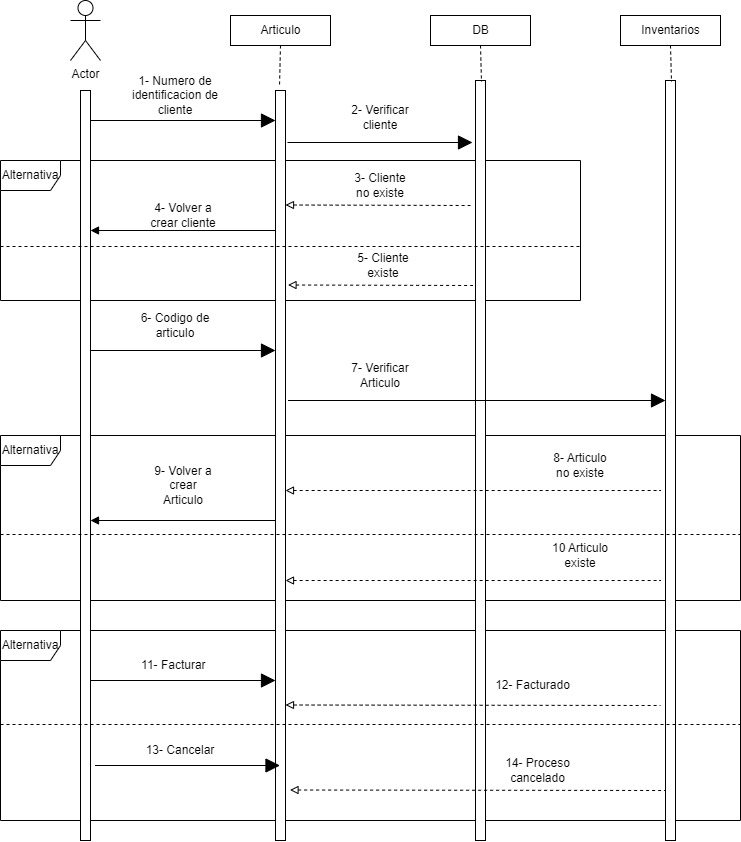 Articulo
DB
Inventarios
Actor
1- Numero de
identificacion de
cliente
2- Verificar
cliente
Alternativa
3- Cliente
no existe
4- Volver a
crear cliente
5- Cliente
existe
6- Codigo de
articulo
7- Verificar
Articulo
Alternativa
8- Articulo
no existe
9- Volver a
crear
Articulo
10 Articulo
existe
Alternativa
11- Facturar
12- Facturado
13- Cancelar
14- Proceso
cancelado